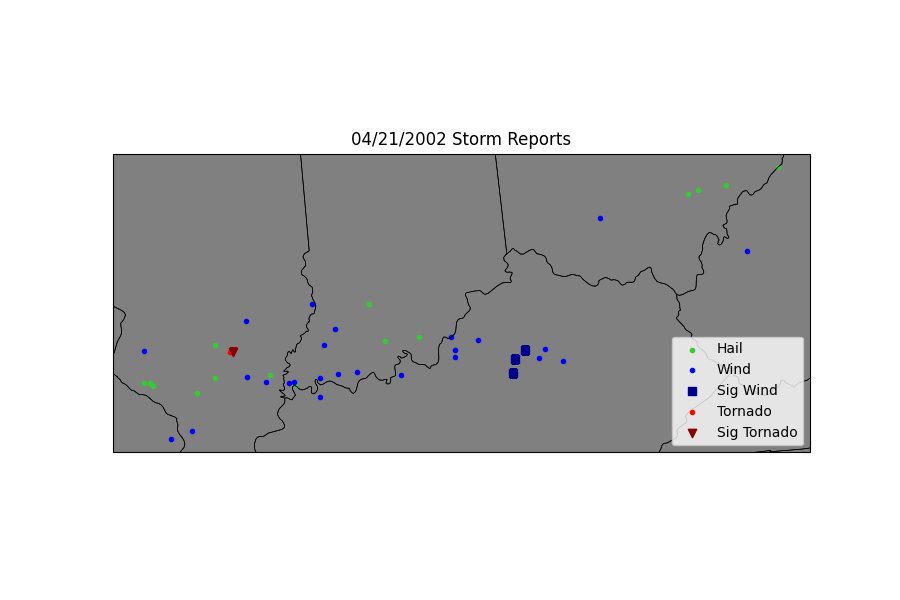 04/21/2002 Storm Reports
Hail
Wind
Sig Wind
Tornado
Sig Tornado